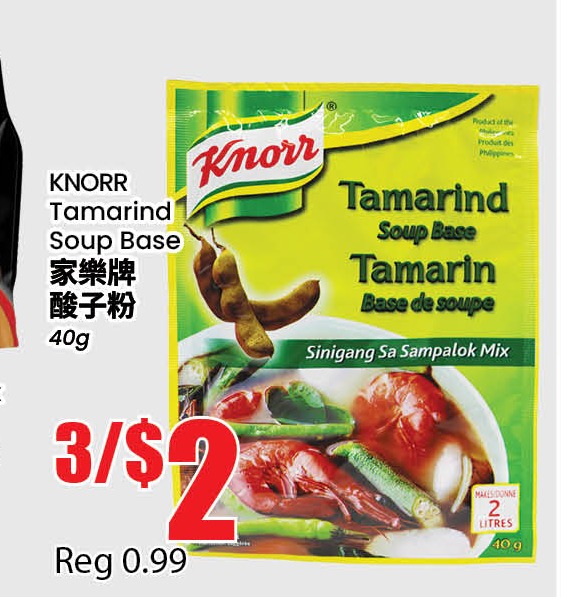 KNORR
Tamarind
Soup Base
家樂牌
酸子粉
40g
3/$2
Reg 0.99
Knorr®
Product of the
Philippines
Produit des
Philippines
Tamarind
Soup Base
Tamarin
Base de soupe
Sinigang Sa Sampalok Mix
MAKES/DONNE
2
LITRES
40 g